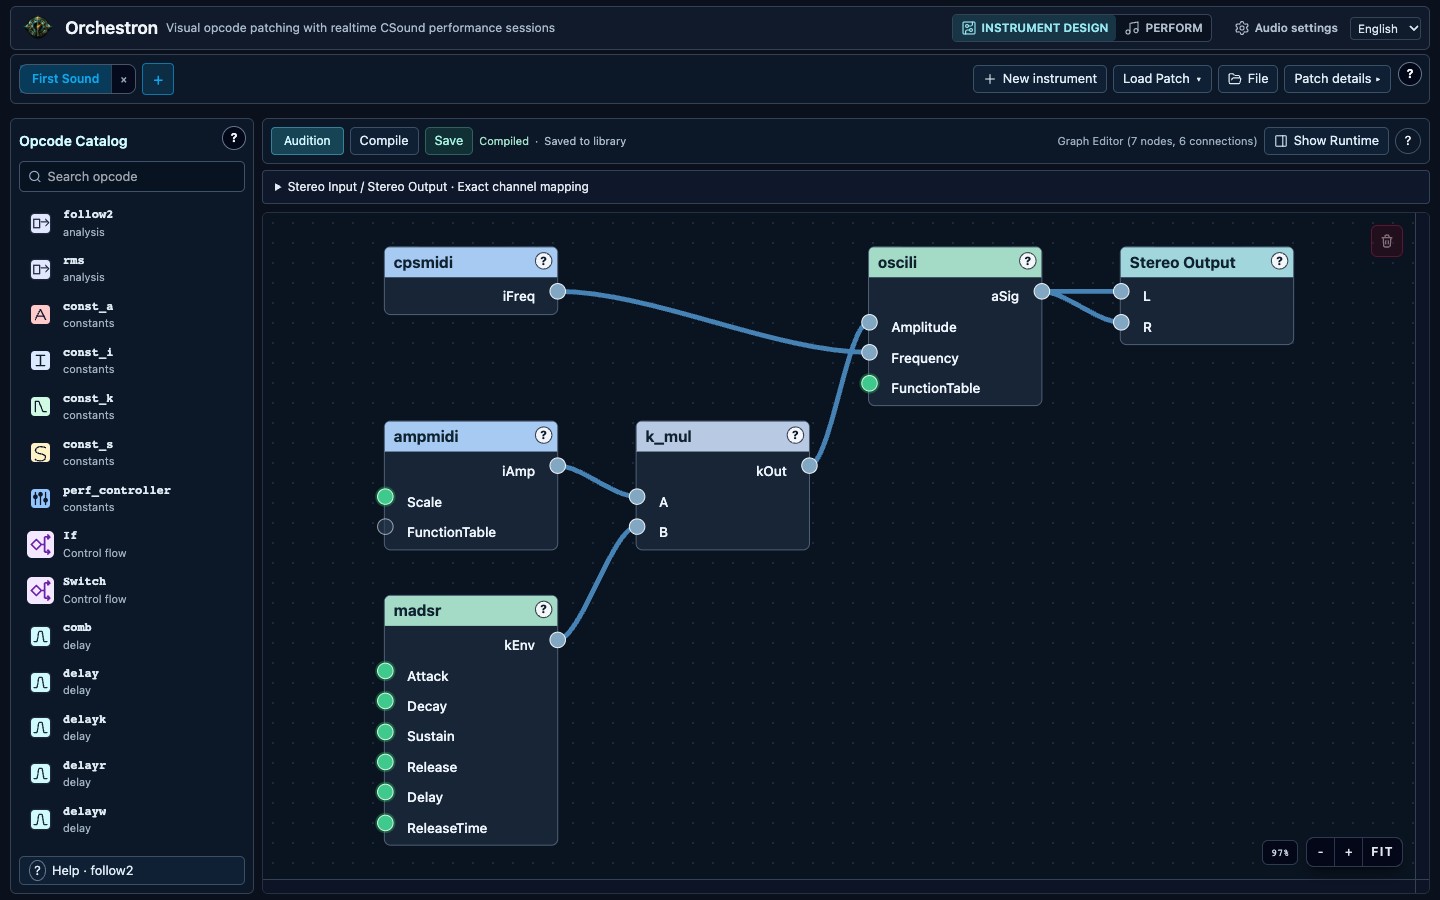 Orchestron
Visual opcode patching with realtime CSound performance sessions
INSTRUMENT DESIGN
PERFORM
Audio settings
English
First Sound
×
+
+ New instrument
Load Patch
File
Patch details
?
Opcode Catalog
?
Search opcode
follow2
analysis
rms
analysis
A
const_a
constants
I
const_i
constants
const_k
constants
S
const_s
constants
perf_controller
constants
If
Control flow
Switch
Control flow
comb
delay
delay
delay
delayk
delay
delayr
delay
delayw
delay
? Help · follow2
Audition
Compile
Save
Compiled · Saved to library
Graph Editor (7 nodes, 6 connections)
Show Runtime
?
Stereo Input / Stereo Output · Exact channel mapping
cpsmidi ?
iFreq
oscili ?
aSig
Amplitude
Frequency
FunctionTable
Stereo Output ?
L
R
ampmidi ?
iAmp
Scale
FunctionTable
k_mul ?
kOut
A
B
madsr ?
kEnv
Attack
Decay
Sustain
Release
Delay
ReleaseTime
97%
-
+
FIT